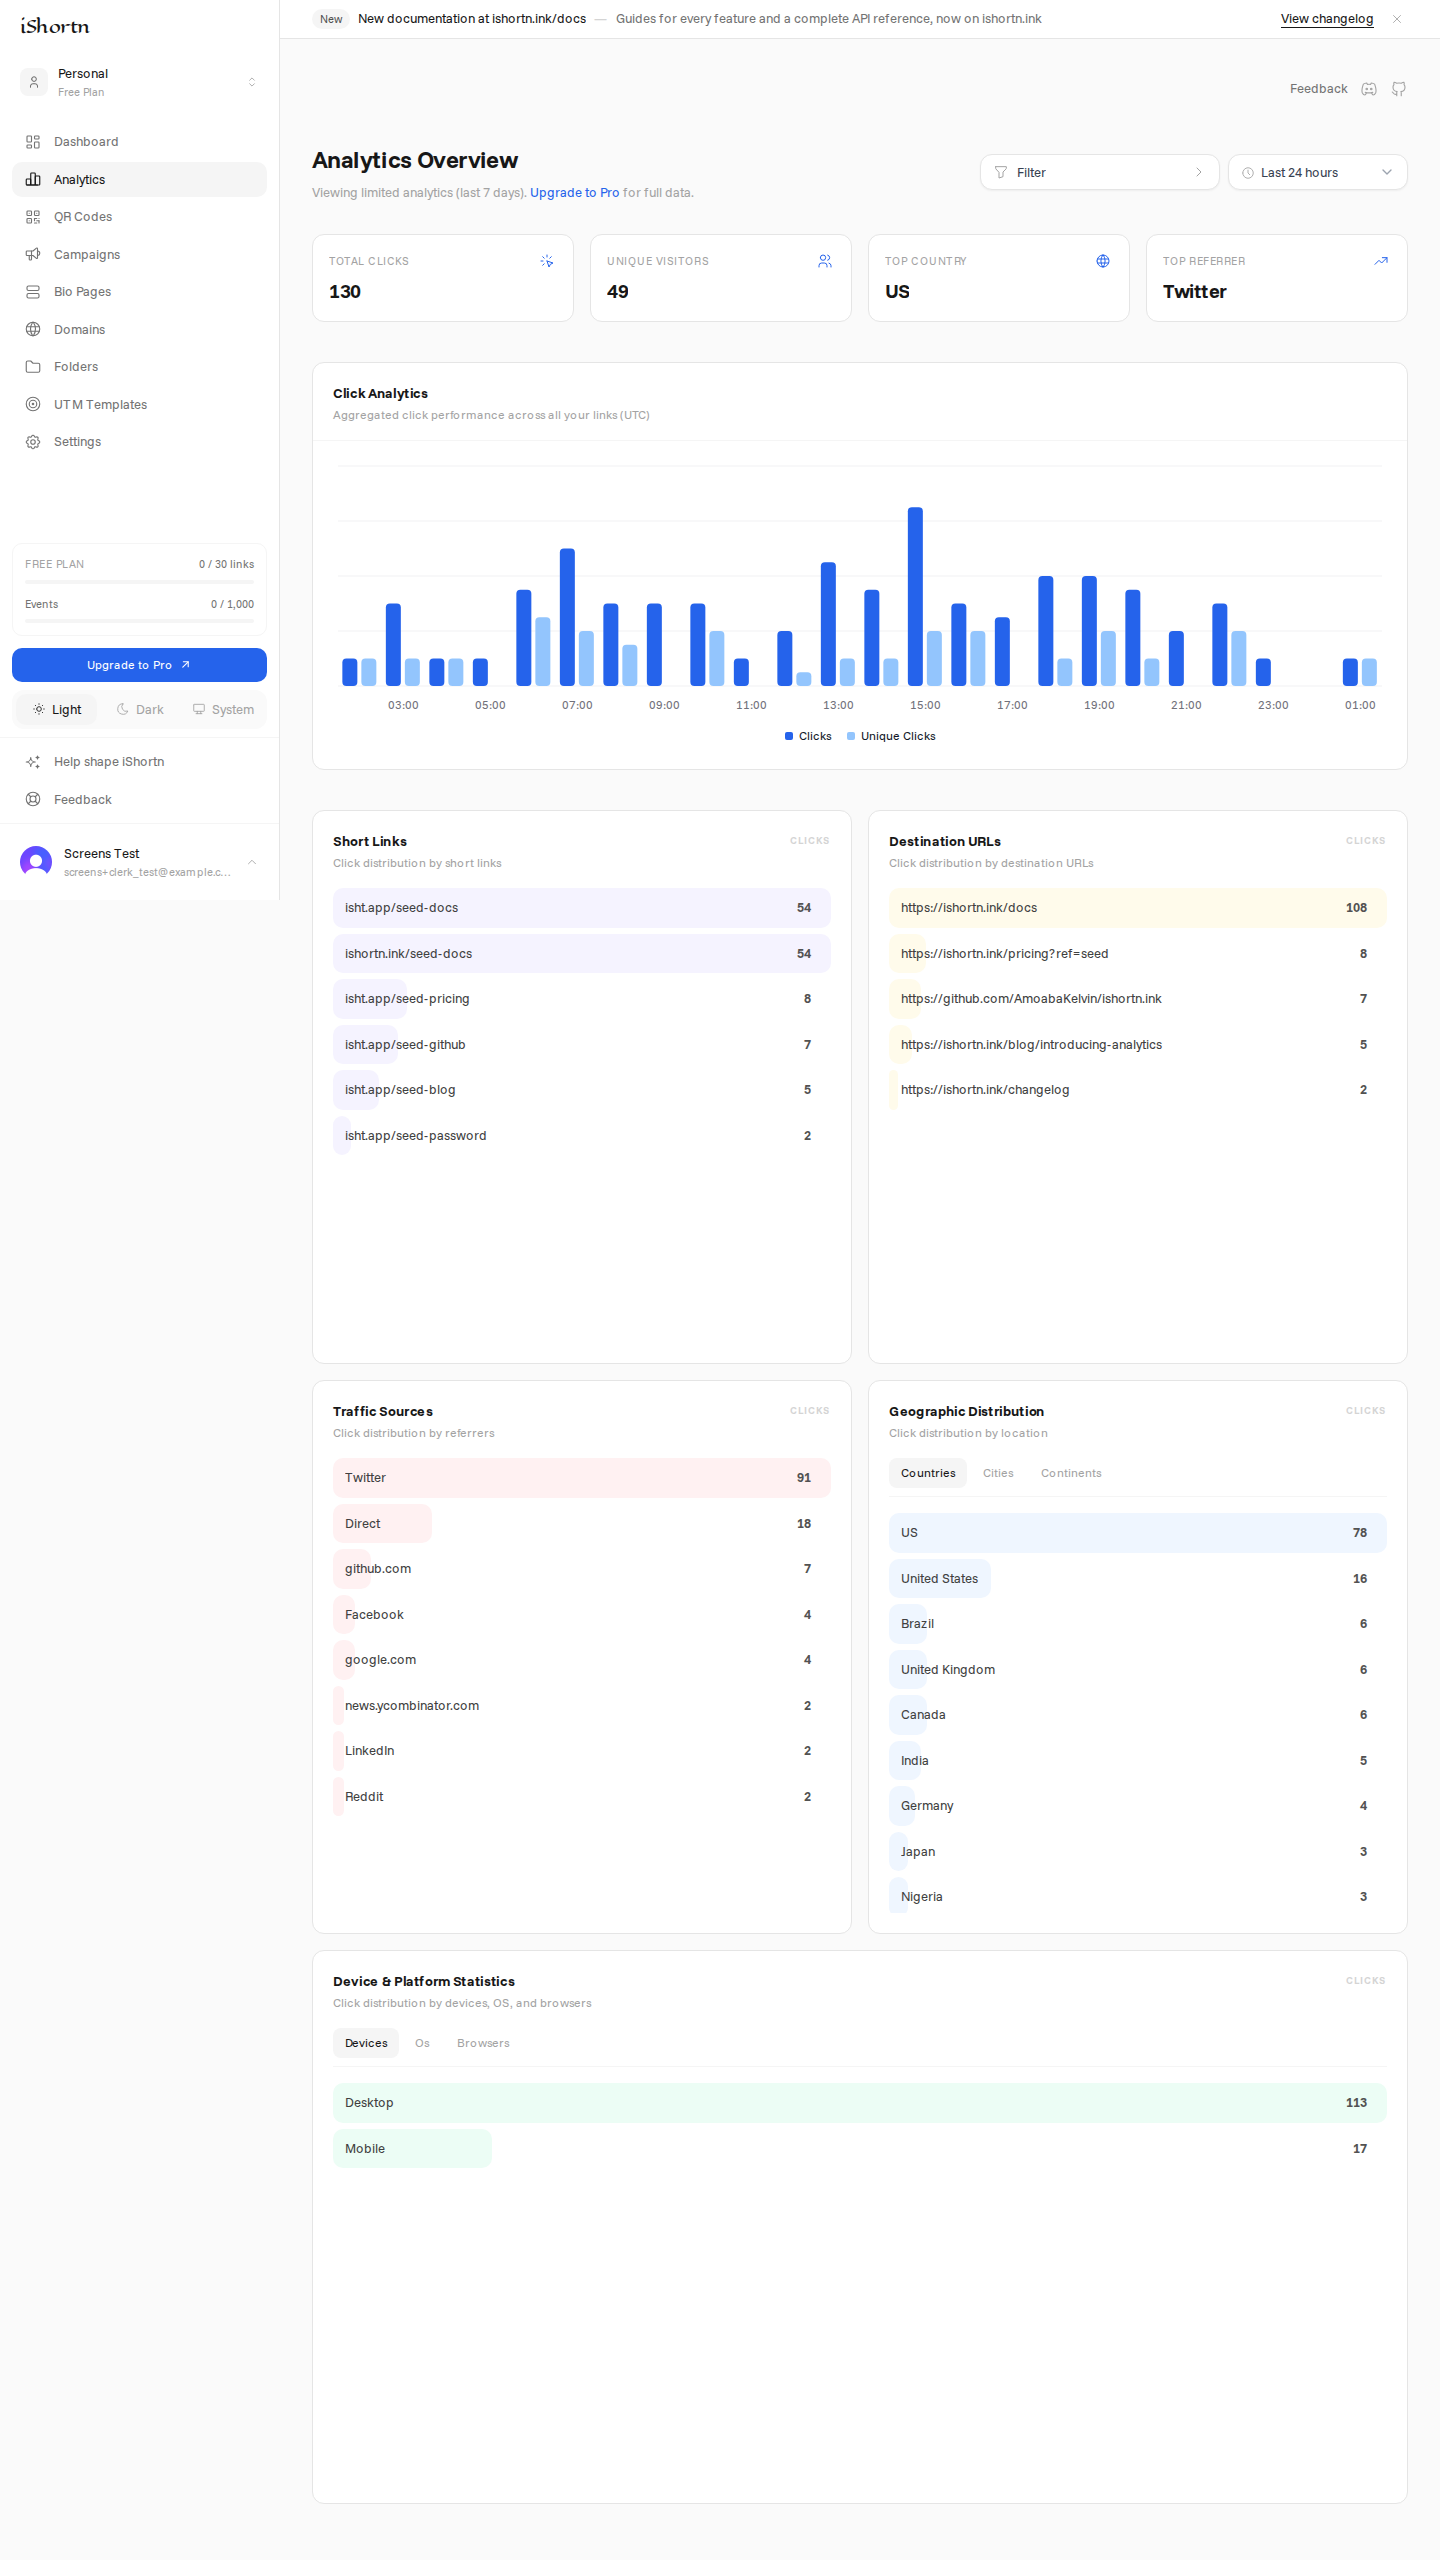 iShortn
Personal
Free Plan
Dashboard
Analytics
QR Codes
Campaigns
Bio Pages
Domains
Folders
UTM Templates
Settings
FREE PLAN 0 / 30 links
Events 0 / 1,000
Upgrade to Pro
Light Dark System
Help shape iShortn
Feedback
Screens Test
screens+clerk_test@example.c...
New New documentation at ishortn.ink/docs — Guides for every feature and a complete API reference, now on ishortn.ink View changelog
Feedback
Analytics Overview
Viewing limited analytics (last 7 days). Upgrade to Pro for full data.
Filter Last 24 hours
TOTAL CLICKS
130
UNIQUE VISITORS
49
TOP COUNTRY
US
TOP REFERRER
Twitter
Click Analytics
Aggregated click performance across all your links (UTC)
03:00 05:00 07:00 09:00 11:00 13:00 15:00 17:00 19:00 21:00 23:00 01:00
Clicks Unique Clicks
Short Links CLICKS
Click distribution by short links
isht.app/seed-docs 54
ishortn.ink/seed-docs 54
isht.app/seed-pricing 8
isht.app/seed-github 7
isht.app/seed-blog 5
isht.app/seed-password 2
Destination URLs CLICKS
Click distribution by destination URLs
https://ishortn.ink/docs 108
https://ishortn.ink/pricing?ref=seed 8
https://github.com/AmoabaKelvin/ishortn.ink 7
https://ishortn.ink/blog/introducing-analytics 5
https://ishortn.ink/changelog 2
Traffic Sources CLICKS
Click distribution by referrers
Twitter 91
Direct 18
github.com 7
Facebook 4
google.com 4
news.ycombinator.com 2
LinkedIn 2
Reddit 2
Geographic Distribution CLICKS
Click distribution by location
Countries Cities Continents
US 78
United States 16
Brazil 6
United Kingdom 6
Canada 6
India 5
Germany 4
Japan 3
Nigeria 3
Device & Platform Statistics CLICKS
Click distribution by devices, OS, and browsers
Devices Os Browsers
Desktop 113
Mobile 17